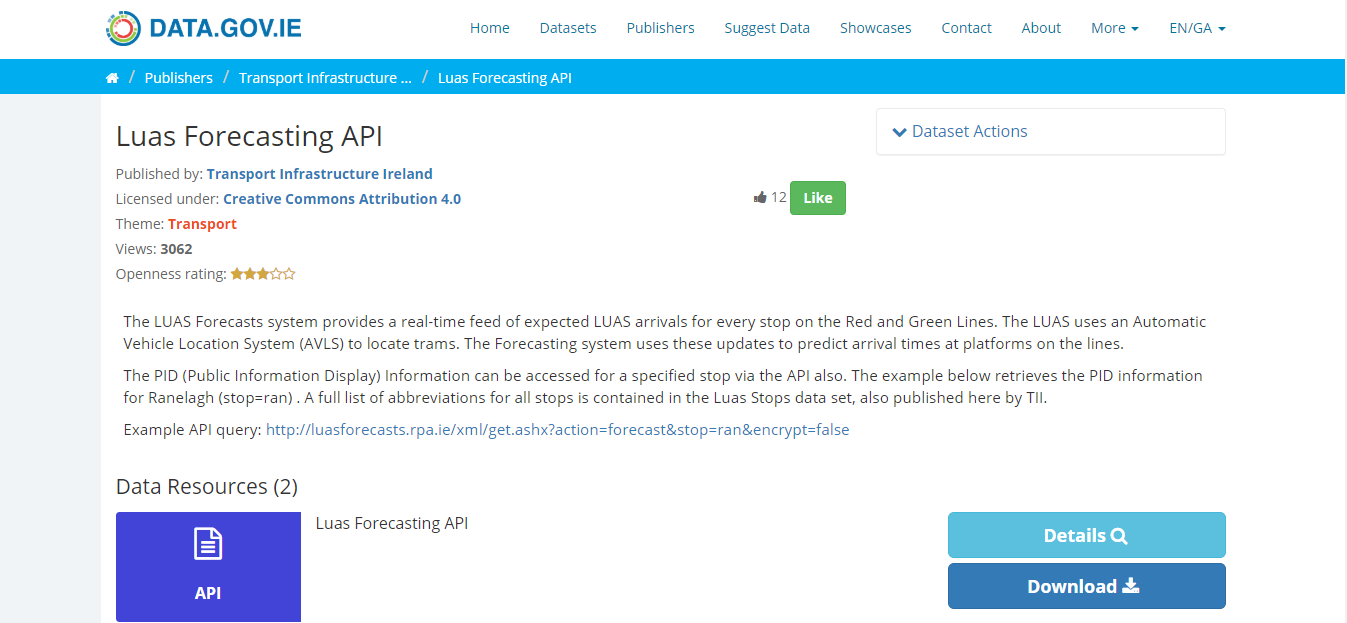 DATA.GOV.IE
Home Datasets Publishers Suggest Data Showcases Contact About More EN/GA
/ Publishers / Transport Infrastructure ... / Luas Forecasting API
Luas Forecasting API
Dataset Actions
Published by: Transport Infrastructure Ireland
Licensed under: Creative Commons Attribution 4.0
12 Like
Theme: Transport
Views: 3062
Openness rating:
The LUAS Forecasts system provides a real-time feed of expected LUAS arrivals for every stop on the Red and Green Lines. The LUAS uses an Automatic
Vehicle Location System (AVLS) to locate trams. The Forecasting system uses these updates to predict arrival times at platforms on the lines.
The PID (Public Information Display) Information can be accessed for a specified stop via the API also. The example below retrieves the PID information
for Ranelagh (stop=ran) . A full list of abbreviations for all stops is contained in the Luas Stops data set, also published here by TII.
Example API query: http://luasforecasts.rpa.ie/xml/get.ashx?action=forecast&stop=ran&encrypt=false
Data Resources (2)
API
Luas Forecasting API
Details
Download